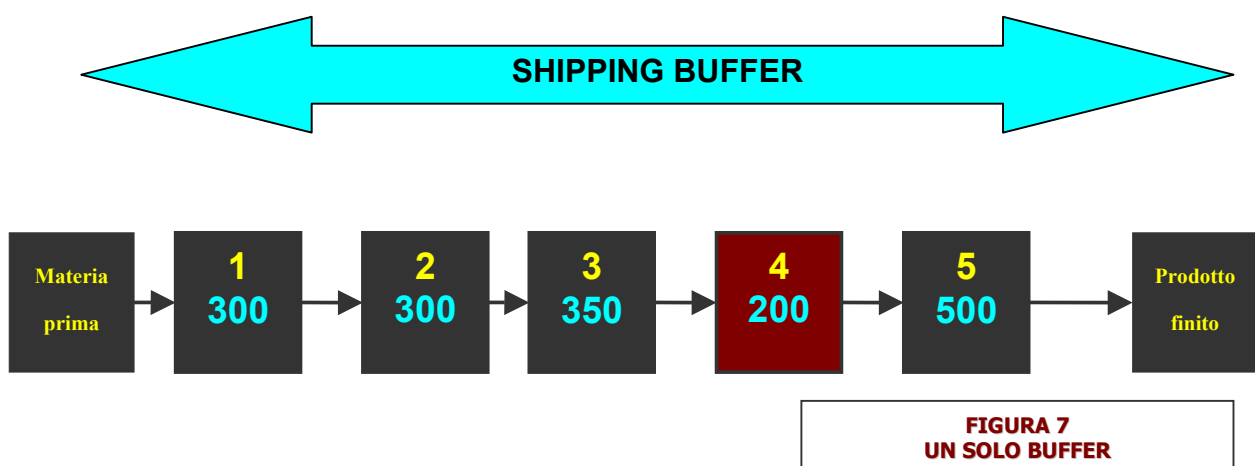 SHIPPING BUFFER
Materia
prima
1
300
2
300
3
350
4
200
5
500
Prodotto
finito
FIGURA 7
UN SOLO BUFFER